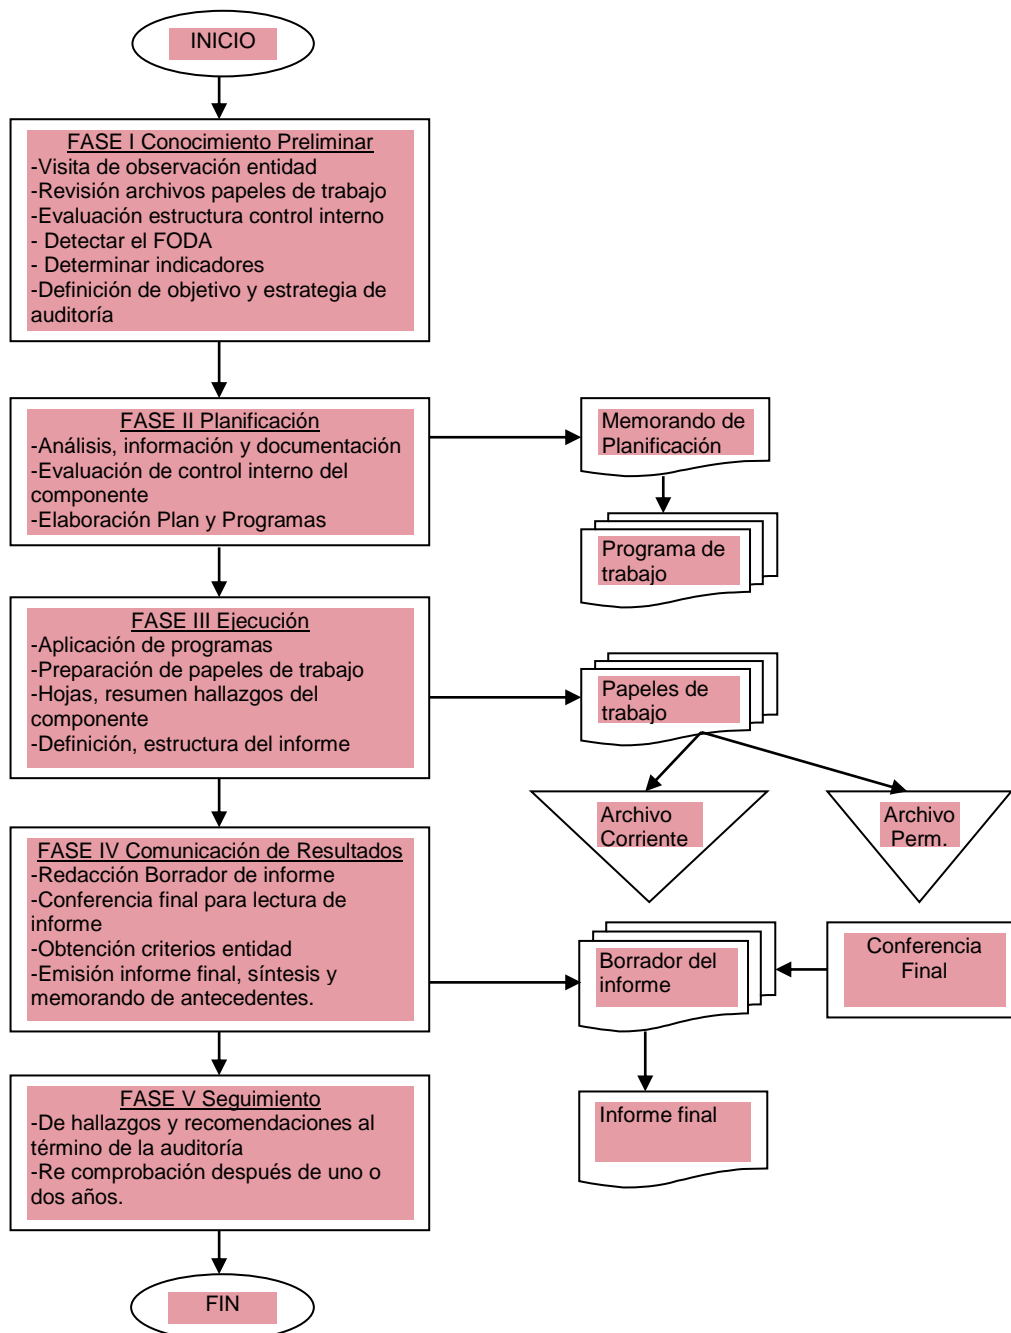 INICIO
FASE I Conocimiento Preliminar
-Visita de observación entidad
-Revisión archivos papeles de trabajo
-Evaluación estructura control interno
- Detectar el FODA
- Determinar indicadores
-Definición de objetivo y estrategia de
auditoría
FASE II Planificación
-Análisis, información y documentación
-Evaluación de control interno del
componente
-Elaboración Plan y Programas
Memorando de
Planificación
Programa de
trabajo
FASE III Ejecución
-Aplicación de programas
-Preparación de papeles de trabajo
-Hojas, resumen hallazgos del
componente
-Definición, estructura del informe
Papeles de
trabajo
Archivo
Corriente
Archivo
Perm.
FASE IV Comunicación de Resultados
-Redacción Borrador de informe
-Conferencia final para lectura de
informe
-Obtención criterios entidad
-Emisión informe final, síntesis y
memorando de antecedentes.
Borrador del
informe
Conferencia
Final
FASE V Seguimiento
-De hallazgos y recomendaciones al
término de la auditoría
-Re comprobación después de uno o
dos años.
Informe final
FIN